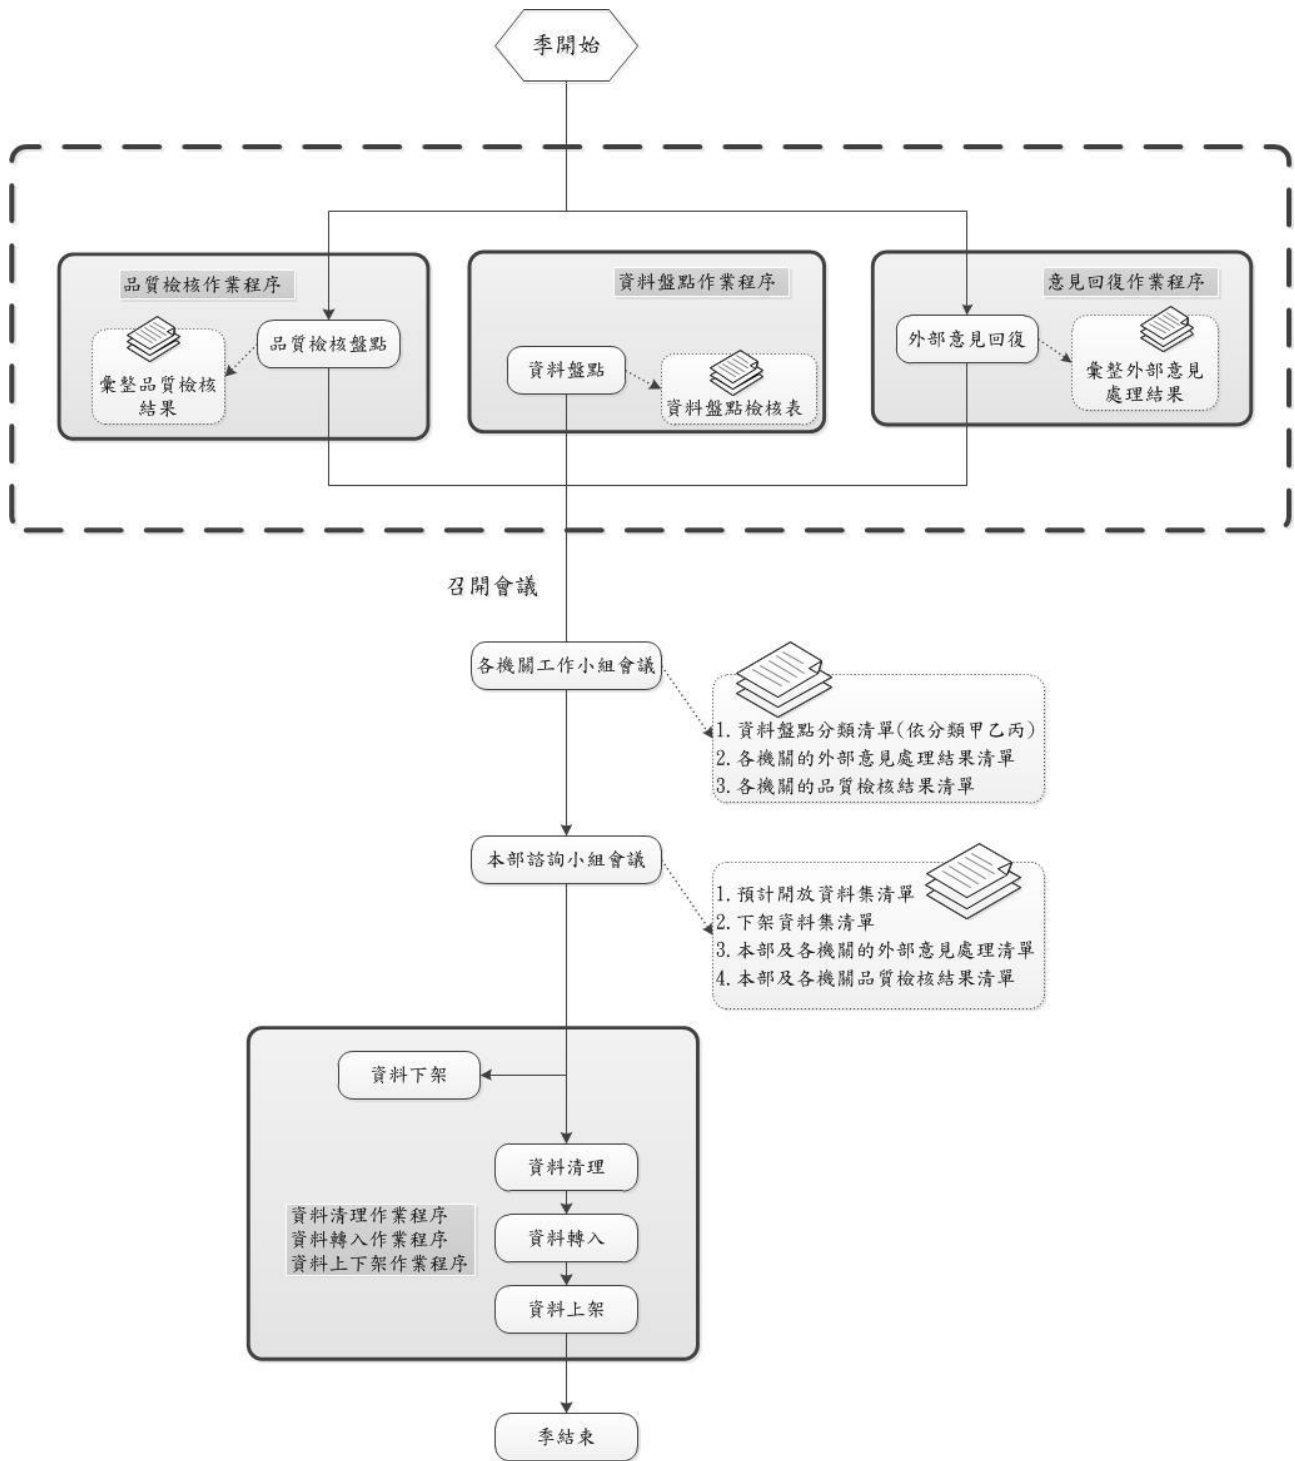 季開始
品質檢核作業程序
品質檢核盤點
彙整品質檢核
結果
資料盤點作業程序
資料盤點
資料盤點檢核表
意見回復作業程序
外部意見回復
彙整外部意見
處理結果
召開會議
各機關工作小組會議
1. 資料盤點分類清單(依分類甲乙丙)
2. 各機關的外部意見處理結果清單
3. 各機關的品質檢核結果清單
本部諮詢小組會議
1. 預計開放資料集清單
2. 下架資料集清單
3. 本部及各機關的外部意見處理清單
4. 本部及各機關品質檢核結果清單
資料下架
資料清理
資料清理作業程序
資料轉入作業程序
資料上下架作業程序
資料轉入
資料上架
季結束